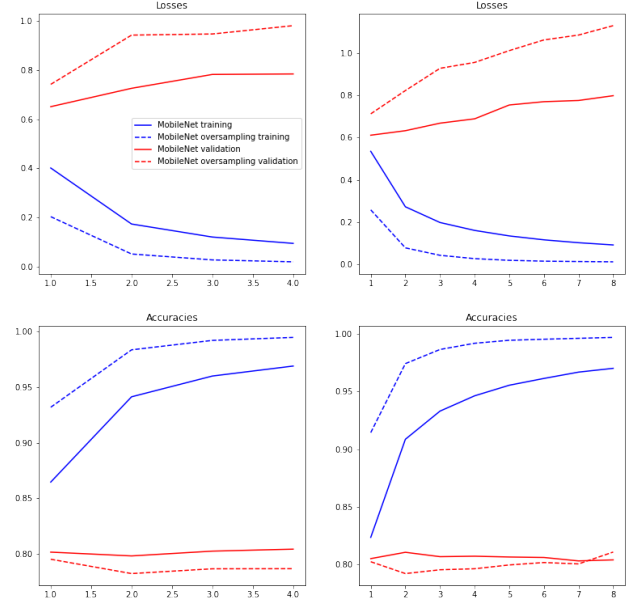 Losses
1.0
0.8
0.6
0.4
0.2
0.0
MobileNet training
MobileNet oversampling training
MobileNet validation
MobileNet oversampling validation
1.0 1.5 2.0 2.5 3.0 3.5 4.0
Losses
1.0
0.8
0.6
0.4
0.2
0.0
1 2 3 4 5 6 7 8
Accuracies
1.00
0.95
0.90
0.85
0.80
1.0 1.5 2.0 2.5 3.0 3.5 4.0
Accuracies
1.00
0.95
0.90
0.85
0.80
1 2 3 4 5 6 7 8